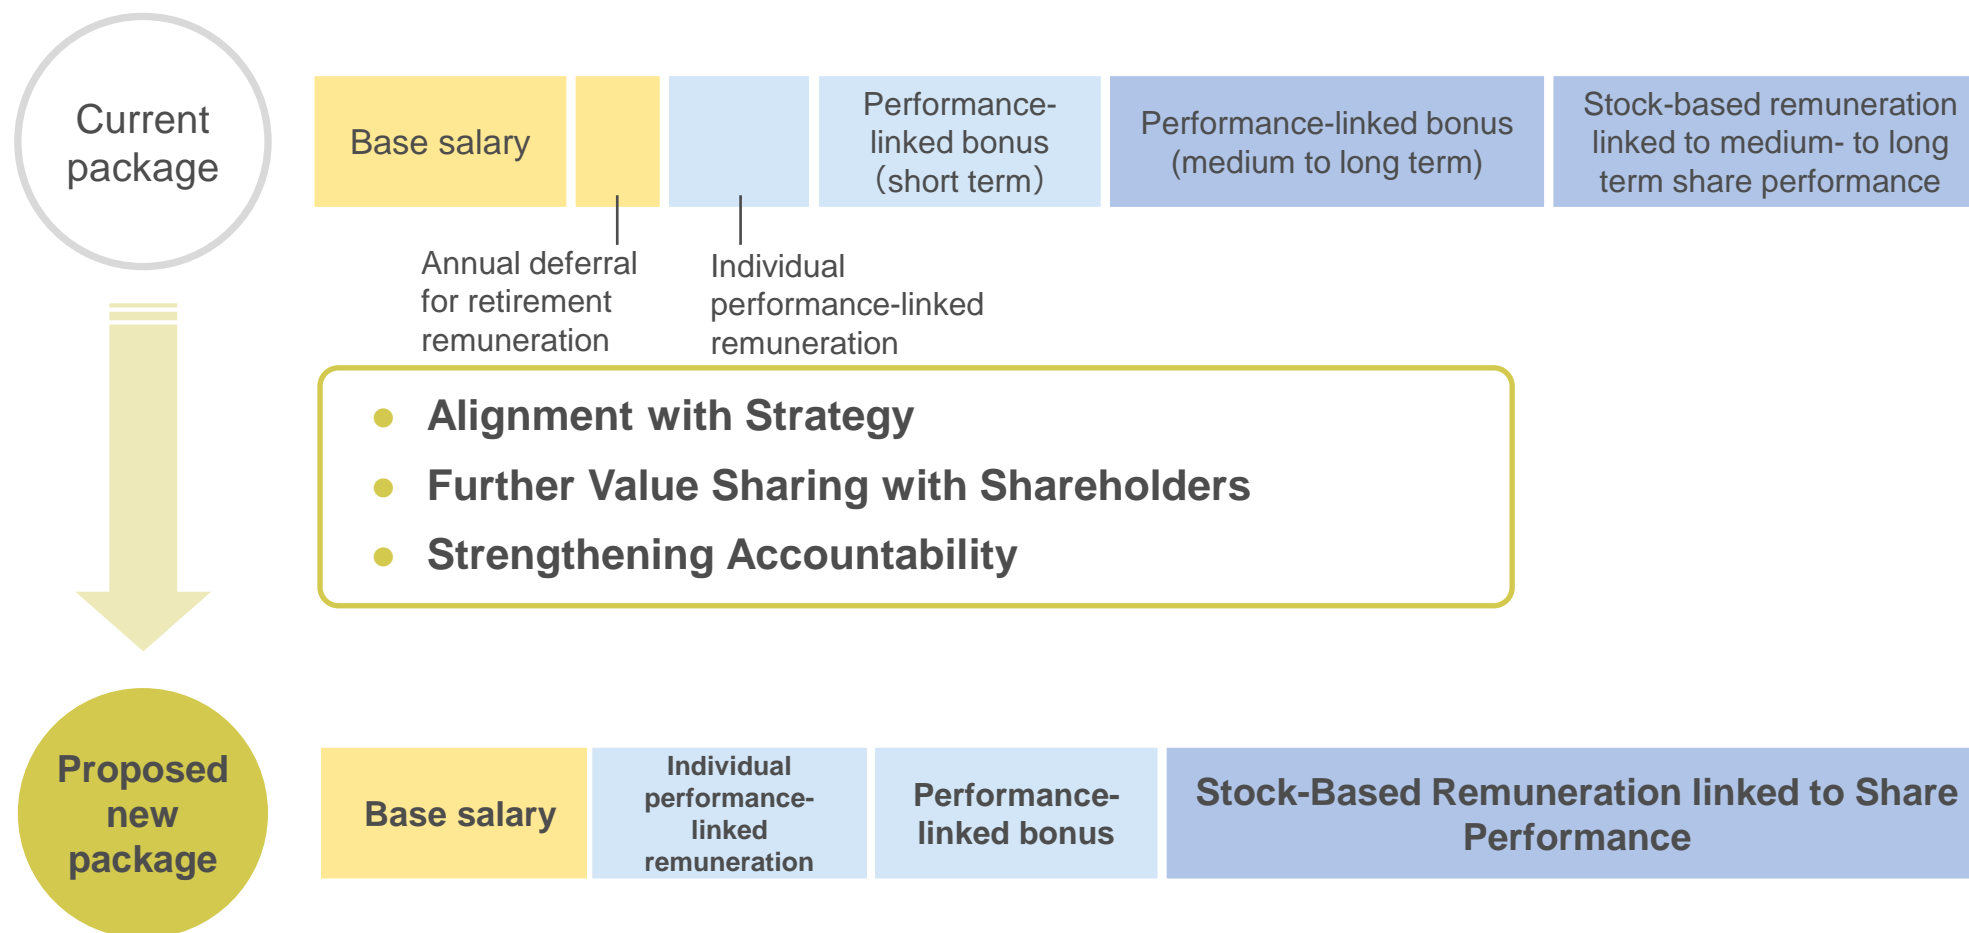 Current
package
Base salary
Performance-
linked bonus
（short term）
Performance-linked bonus
(medium to long term)
Stock-based remuneration
linked to medium- to long
term share performance
Annual deferral
for retirement
remuneration
Individual
performance-linked
remuneration
● Alignment with Strategy
● Further Value Sharing with Shareholders
● Strengthening Accountability
Proposed
new
package
Base salary
Individual
performance-
linked
remuneration
Performance-
linked bonus
Stock-Based Remuneration linked to Share
Performance